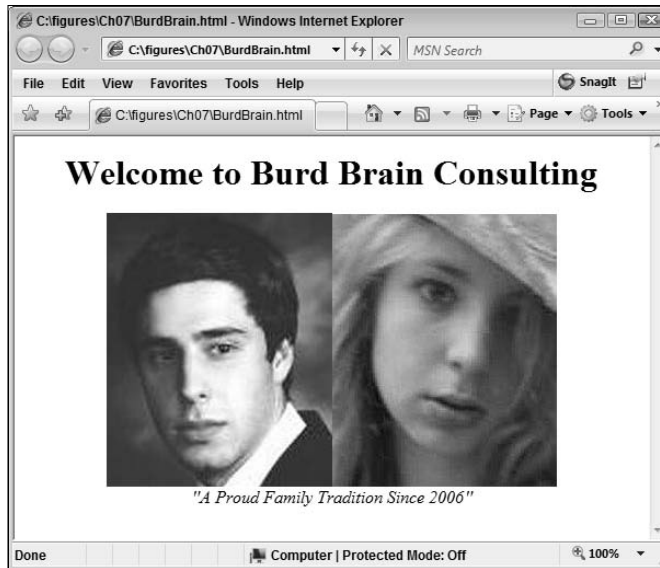 C:\figures\Ch07\BurdBrain.html - Windows Internet Explorer
C:\figures\Ch07\BurdBrain.html
MSN Search
File Edit View Favorites Tools Help
SnagIt
C:\figures\Ch07\BurdBrain.html
Page
Tools
Welcome to Burd Brain Consulting
"A Proud Family Tradition Since 2006"
Done
Computer | Protected Mode: Off
100%